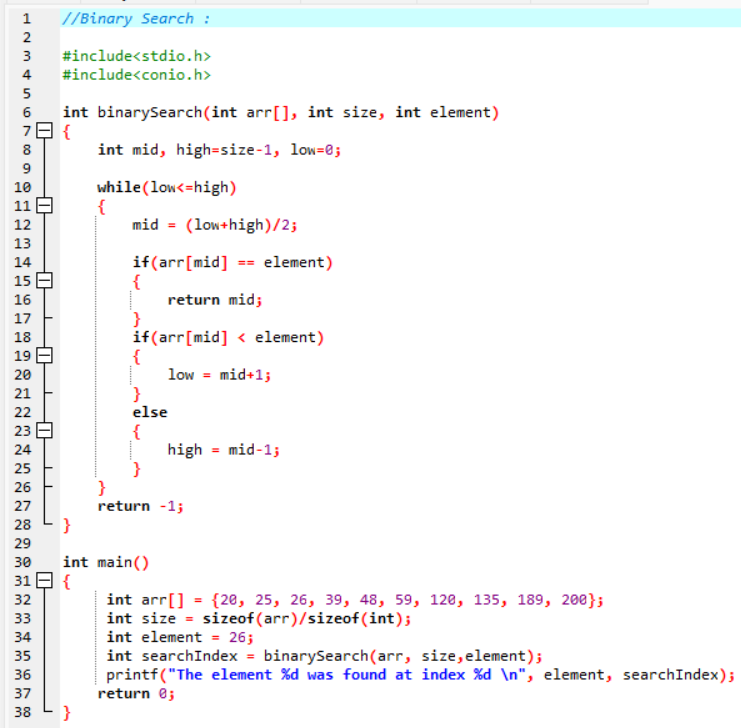 1 //Binary Search :
2
3 #include<stdio.h>
4 #include<conio.h>
5
6 int binarySearch(int arr[], int size, int element)
7 {
8     int mid, high=size-1, low=0;
9
10     while(low<=high)
11     {
12         mid = (low+high)/2;
13
14         if(arr[mid] == element)
15         {
16             return mid;
17         }
18         if(arr[mid] < element)
19         {
20             low = mid+1;
21         }
22         else
23         {
24             high = mid-1;
25         }
26     }
27     return -1;
28 }
29
30 int main()
31 {
32      int arr[] = {20, 25, 26, 39, 48, 59, 120, 135, 189, 200};
33      int size = sizeof(arr)/sizeof(int);
34      int element = 26;
35      int searchIndex = binarySearch(arr, size,element);
36      printf("The element %d was found at index %d \n", element, searchIndex);
37     return 0;
38 }